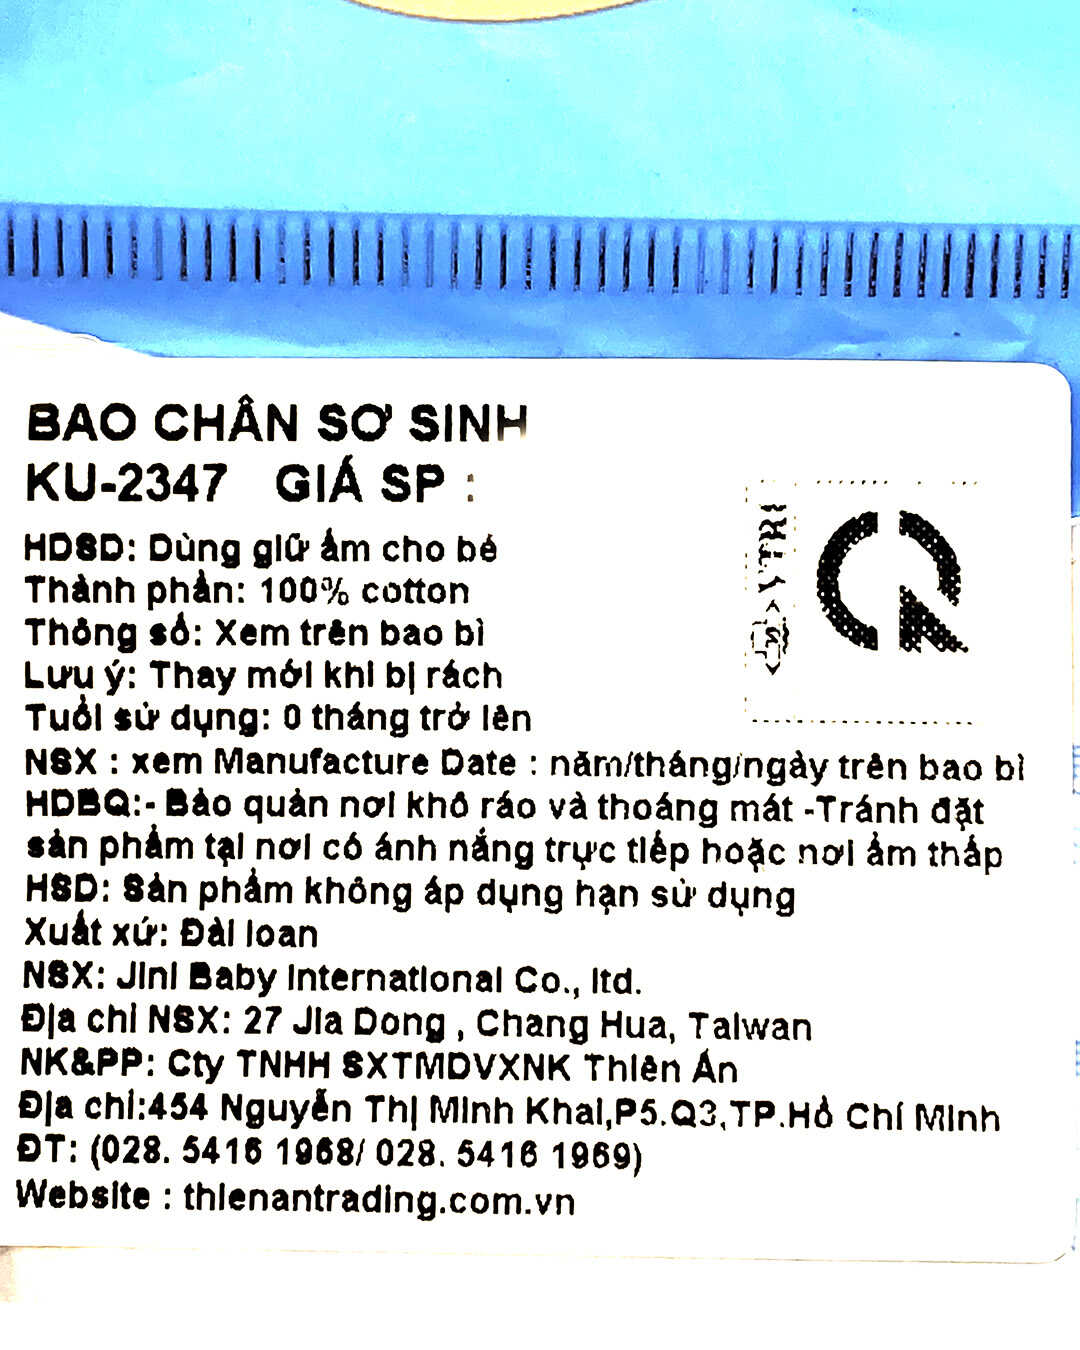 BAO CHÂN SƠ SINH
KU-2347 GIÁ SP :
HDSD: Dùng giữ ấm cho bé
Thành phần: 100% cotton
Thông số: Xem trên bao bì
Lưu ý: Thay mới khi bị rách
Tuổi sử dụng: 0 tháng trở lên
NSX : xem Manufacture Date : năm/tháng/ngày trên bao bì
HDBQ:- Bảo quản nơi khô ráo và thoáng mát -Tránh đặt
sản phẩm tại nơi có ánh nắng trực tiếp hoặc nơi ẩm thấp
HSD: Sản phẩm không áp dụng hạn sử dụng
Xuất xứ: Đài loan
NSX: Jini Baby International Co., ltd.
Địa chỉ NSX: 27 Jia Dong , Chang Hua, Taiwan
NK&PP: Cty TNHH SXTMDVXNK Thiên Ân
Địa chỉ:454 Nguyễn Thị Minh Khai,P5.Q3,TP.Hồ Chí Minh
ĐT: (028. 5416 1968/ 028. 5416 1969)
Website : thienantrading.com.vn
VTRI
CR